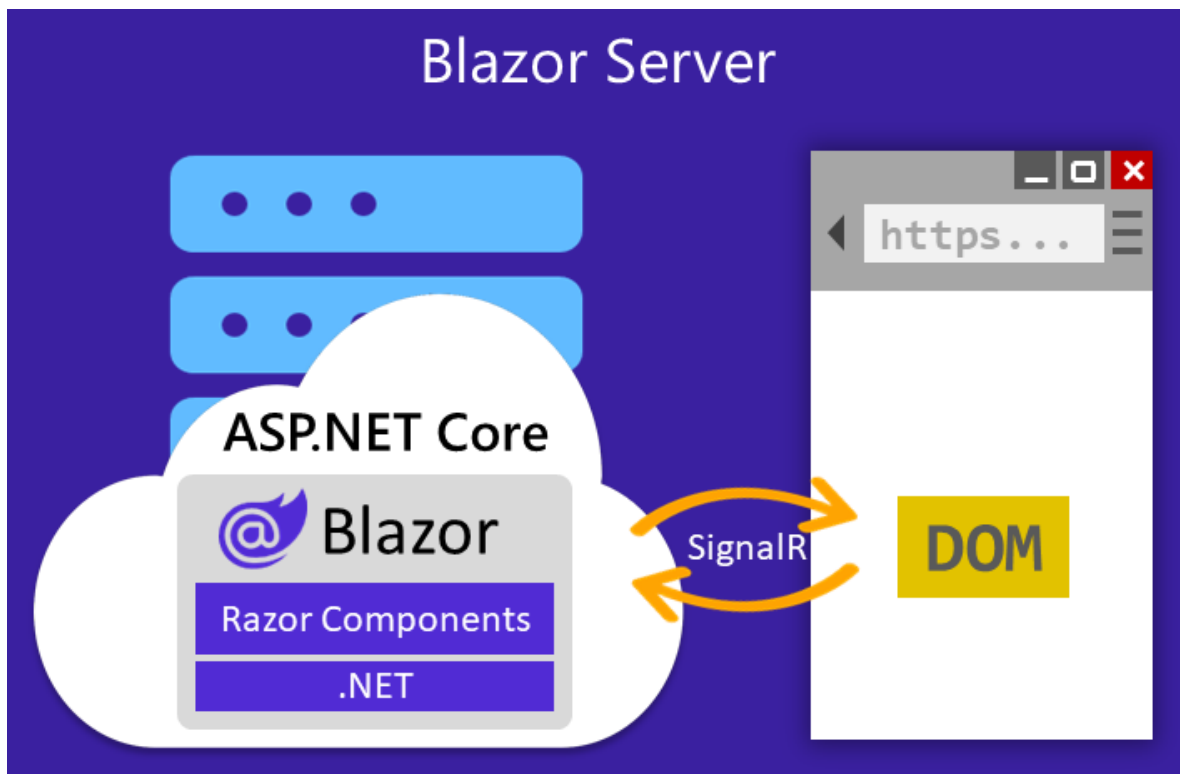 Blazor Server
https...
ASP.NET Core
@ Blazor
Razor Components
.NET
SignalR
DOM